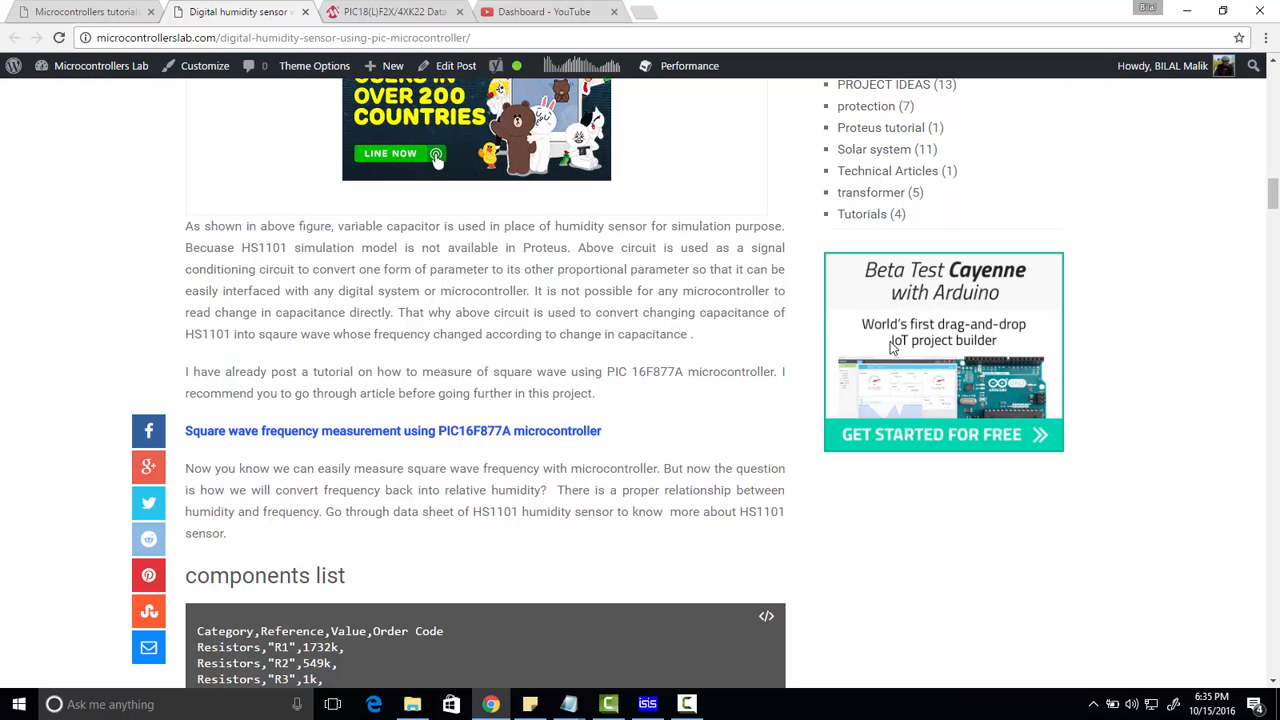 Microcontrollers tutorials
Digital humidity sensor
PIC18(L)F2X/4XK22 Data
Dashboard - YouTube
Bilal
microcontrollerslab.com/digital-humidity-sensor-using-pic-microcontroller/
Microcontrollers Lab
Customize
0
New
Theme Options
Edit Post
Performance
Howdy, BILAL Malik
USERS IN
OVER 200
COUNTRIES
LINE NOW
As shown in above figure, variable capacitor is used in place of humidity sensor for simulation purpose.
Becuase HS1101 simulation model is not available in Proteus. Above circuit is used as a signal
conditioning circuit to convert one form of parameter to its other proportional parameter so that it can be
easily interfaced with any digital system or microcontroller. It is not possible for any microcontroller to
read change in capacitance directly. That why above circuit is used to convert changing capacitance of
HS1101 into sqaure wave whose frequency changed according to change in capacitance .
I have already post a tutorial on how to measure of square wave using PIC 16F877A microcontroller. I
recommend you to go through article before going further in this project.
Square wave frequency measurement using PIC16F877A microcontroller
Now you know we can easily measure square wave frequency with microcontroller. But now the question
is how we will convert frequency back into relative humidity? There is a proper relationship between
humidity and frequency. Go through data sheet of HS1101 humidity sensor to know more about HS1101
sensor.
components list
Category,Reference,Value,Order Code
Resistors,"R1",1732k,
Resistors,"R2",549k,
Resistors,"R3",1k,
PROJECT IDEAS (13)
protection (7)
Proteus tutorial (1)
Solar system (11)
Technical Articles (1)
transformer (5)
Tutorials (4)
Beta Test Cayenne
with Arduino
World's first drag-and-drop
IoT project builder
GET STARTED FOR FREE
Ask me anything
6:35 PM
10/15/2016